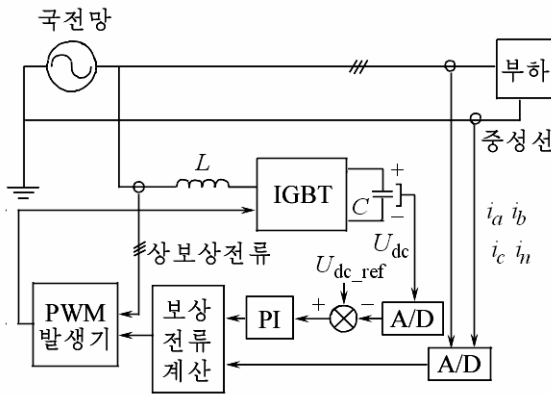 국전망
부하
중성선
L
IGBT
+
C
−
U_dc
i_a i_b
i_c i_n
상보상전류
U_dc_ref
+
−
PWM
발생기
보상
전류
계산
PI
A/D
A/D